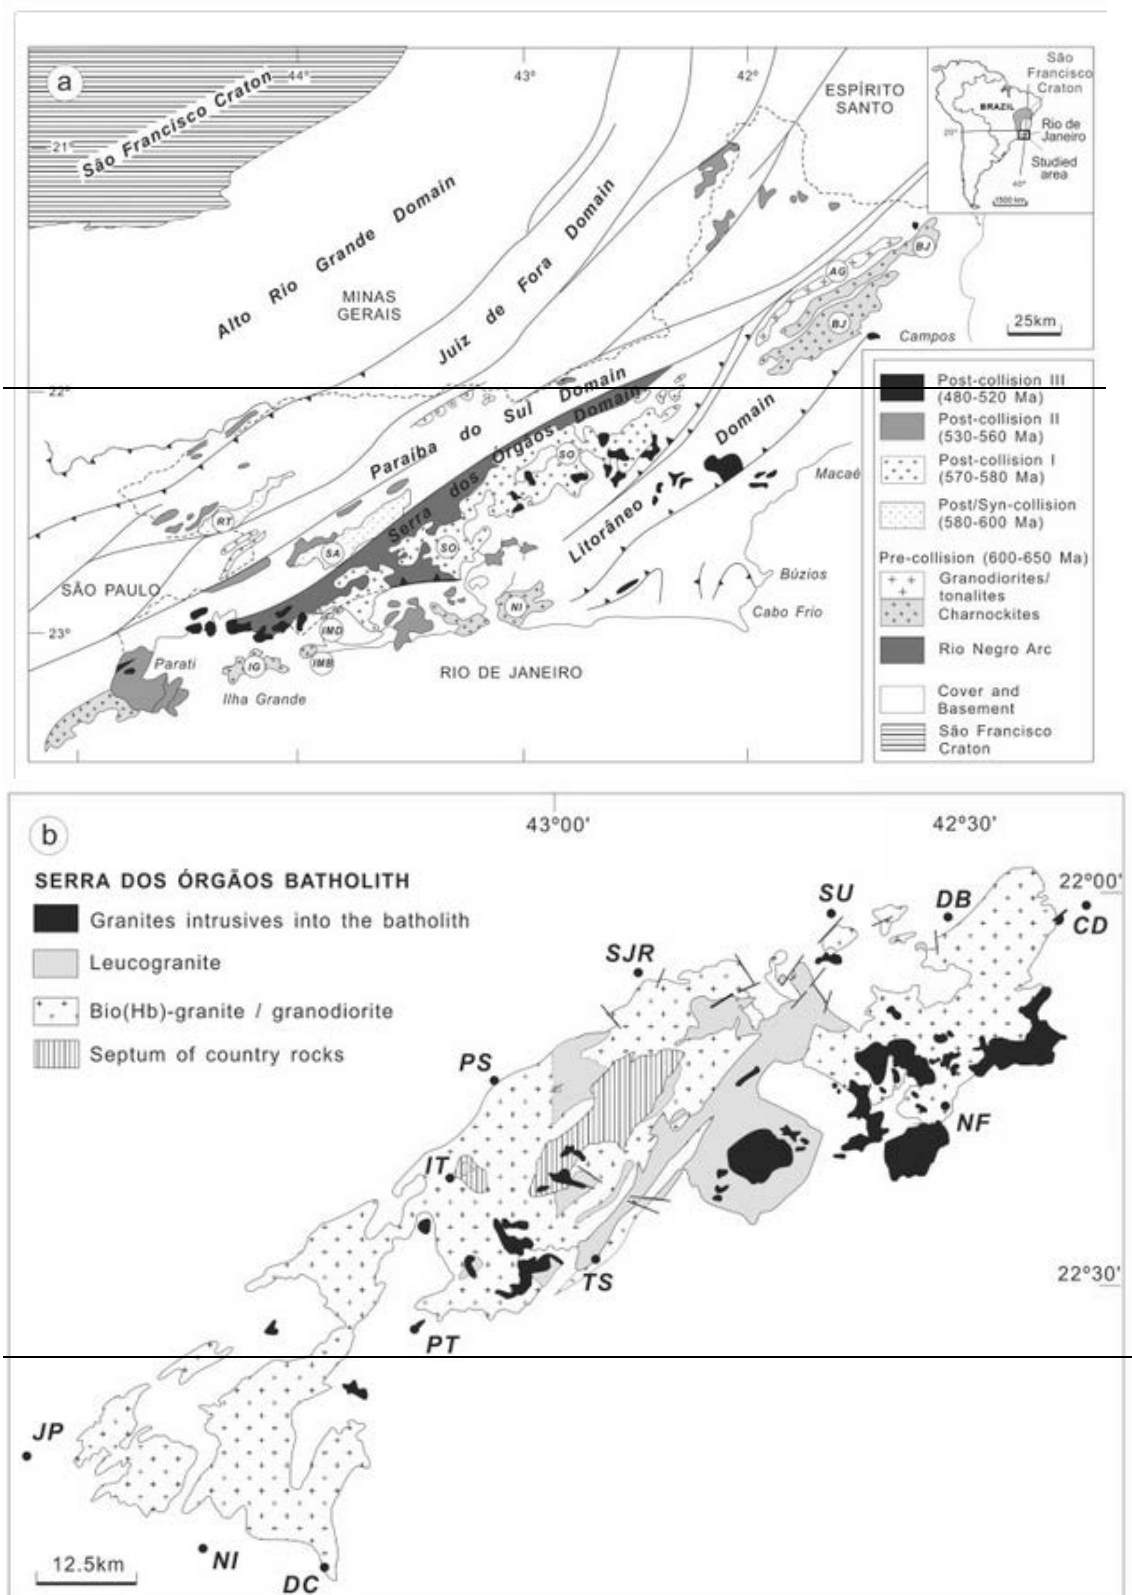 a
44°
43°
42°
ESPÍRITO
SANTO
São
Francisco
Craton
BRAZIL
20°
Rio de
Janeiro
Studied
area
40°
1500 km
São Francisco Craton
21°
Alto Rio Grande Domain
MINAS
GERAIS
Juiz de Fora Domain
AG
BJ
BJ
25km
Campos
22°
Paraíba do Sul Domain
Serra dos Órgãos Domain
SO
Litorâneo Domain
Macaé
RT
SA
SO
SÃO PAULO
Búzios
NI
Cabo Frio
23°
IMD
IG
IMB
Parati
Ilha Grande
RIO DE JANEIRO
Post-collision III
(480-520 Ma)
Post-collision II
(530-560 Ma)
Post-collision I
(570-580 Ma)
Post/Syn-collision
(580-600 Ma)
Pre-collision (600-650 Ma)
Granodiorites/
tonalites
Charnockites
Rio Negro Arc
Cover and
Basement
São Francisco
Craton
b
43°00'
42°30'
SERRA DOS ÓRGÃOS BATHOLITH
Granites intrusives into the batholith
Leucogranite
Bio(Hb)-granite / granodiorite
Septum of country rocks
22°00'
SU
DB
CD
SJR
PS
NF
IT
TS
22°30'
PT
JP
NI
DC
12.5km